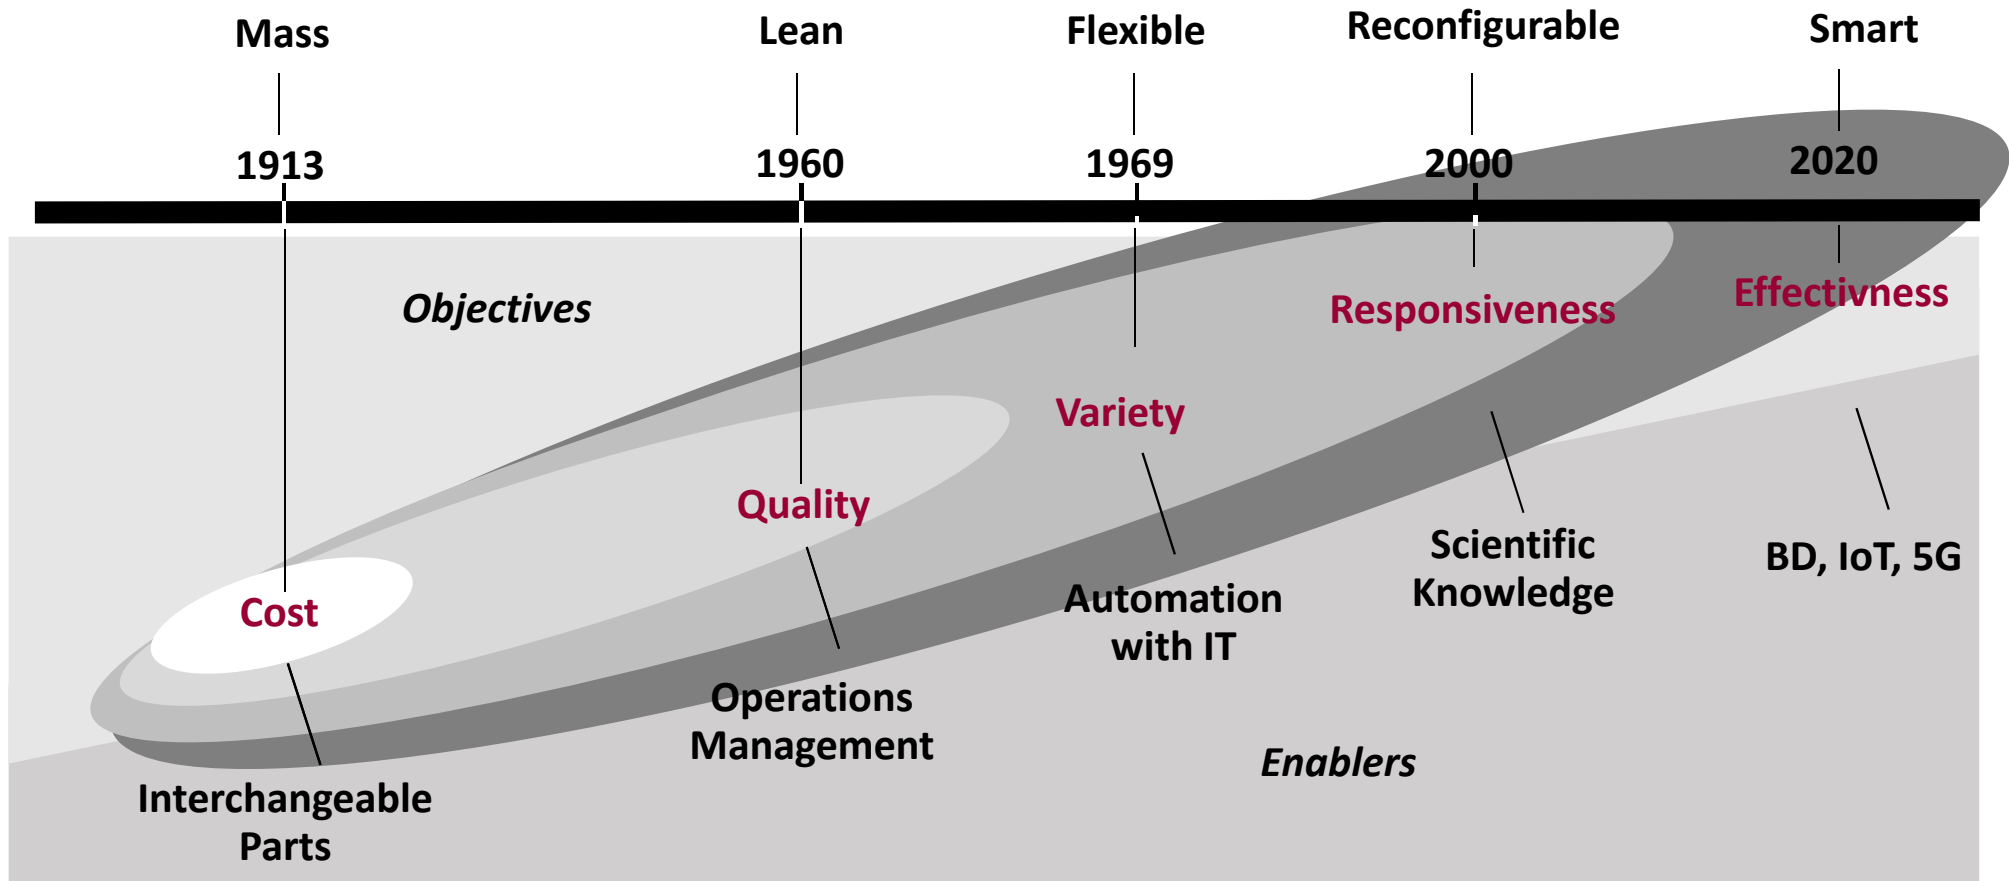 Mass
Lean
Flexible
Reconfigurable
Smart
1913
1960
1969
2000
2020
Objectives
Responsiveness
Effectivness
Variety
Quality
Cost
Scientific
Knowledge
BD, IoT, 5G
Automation
with IT
Operations
Management
Enablers
Interchangeable
Parts